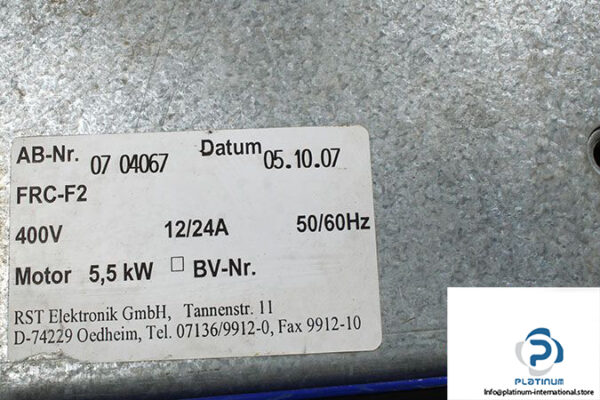 AB-Nr. 07 04067 Datum 05.10.07
FRC-F2
400V 12/24A 50/60Hz
Motor 5,5 kW □ BV-Nr.
RST Elektronik GmbH, Tannenstr. 11
D-74229 Oedheim, Tel. 07136/9912-0, Fax 9912-10
PLATINUM
http://platinum-international.store